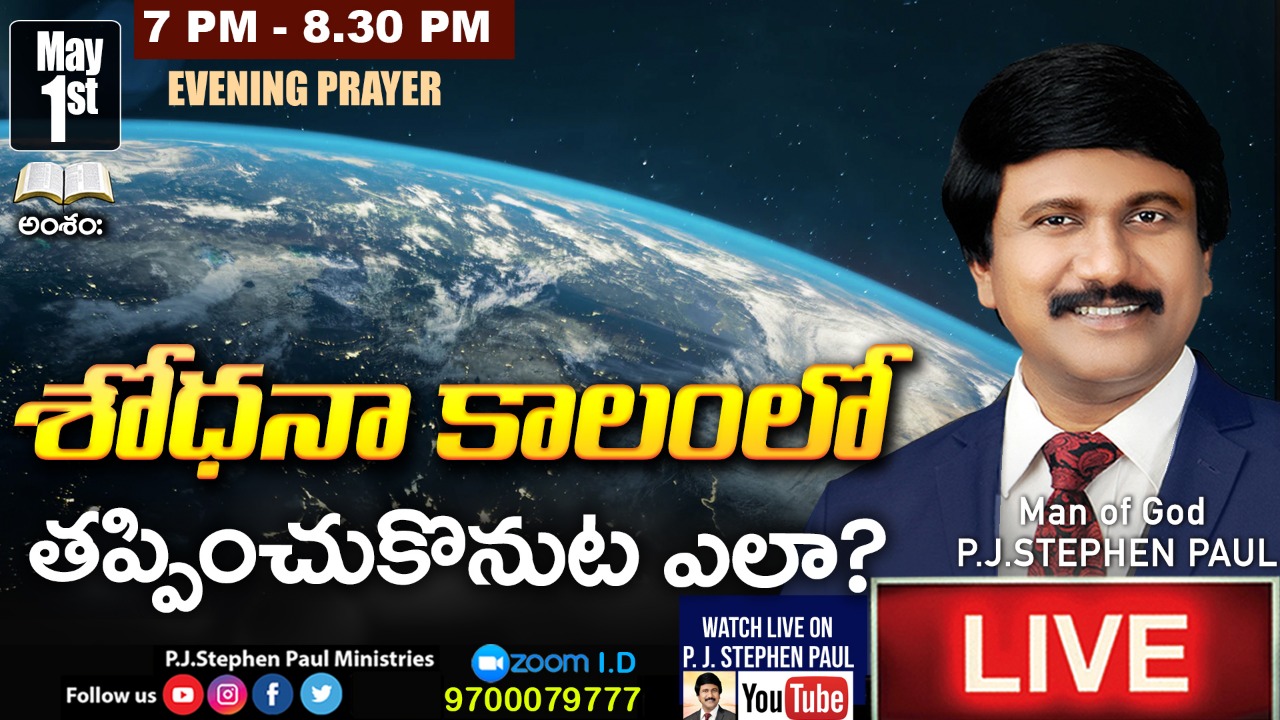 May
1st
7 PM - 8.30 PM
EVENING PRAYER
అంశం:
శోధనా కాలంలో
తప్పించుకొనుట ఎలా?
Man of God
P.J.STEPHEN PAUL
LIVE
WATCH LIVE ON
P. J. STEPHEN PAUL
YouTube
P.J.Stephen Paul Ministries
Follow us
zoom I.D
9700079777